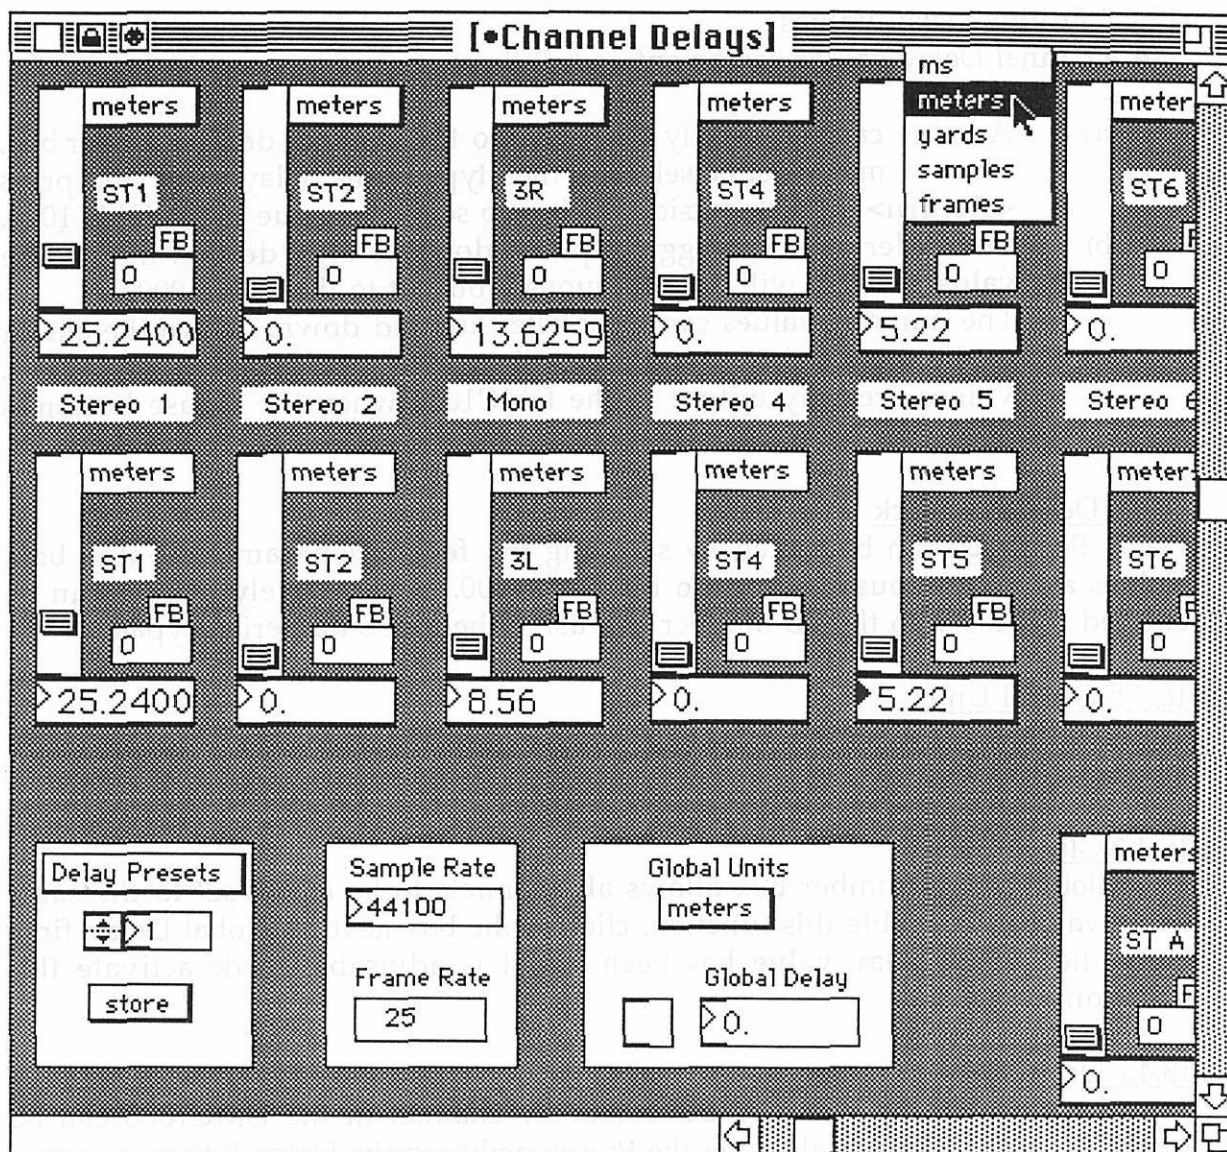 [•Channel Delays]
ms
meters
yards
samples
frames
meters meters meters meters meter
ST1 ST2 3R ST4 ST6
FB FB FB FB FB F
0 0 0 0 0 0
25.2400 0. 13.6259 0. 5.22 0.
Stereo 1 Stereo 2 Mono Stereo 4 Stereo 5 Stereo 6
meters meters meters meters meters meter
ST1 ST2 3L ST4 ST5 ST6
FB FB FB FB FB F
0 0 0 0 0 0
25.2400 0. 8.56 0. 5.22 0.
Delay Presets
1
store
Sample Rate
44100
Frame Rate
25
Global Units
meters
Global Delay
0.
meters
ST A
F
0
0.